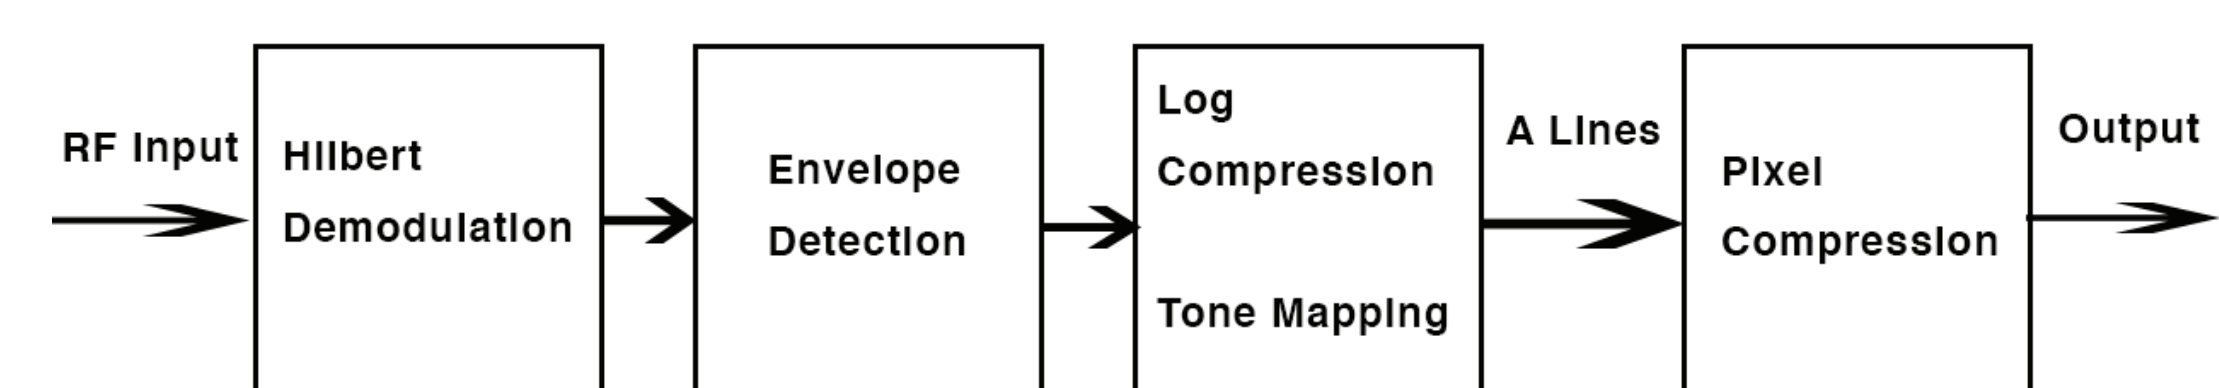 RF Input
Hilbert
Demodulation
Envelope
Detection
Log
Compression
Tone Mapping
A Lines
Pixel
Compression
Output